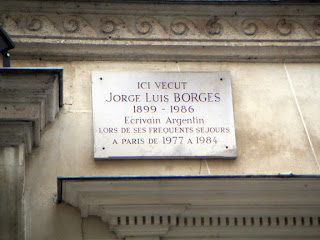 ICI VECUT
JORGE LUIS BORGES
1899 - 1986
Ecrivain Argentin
LORS DE SES FREQUENTS SEJOURS
A PARIS DE 1977 A 1984